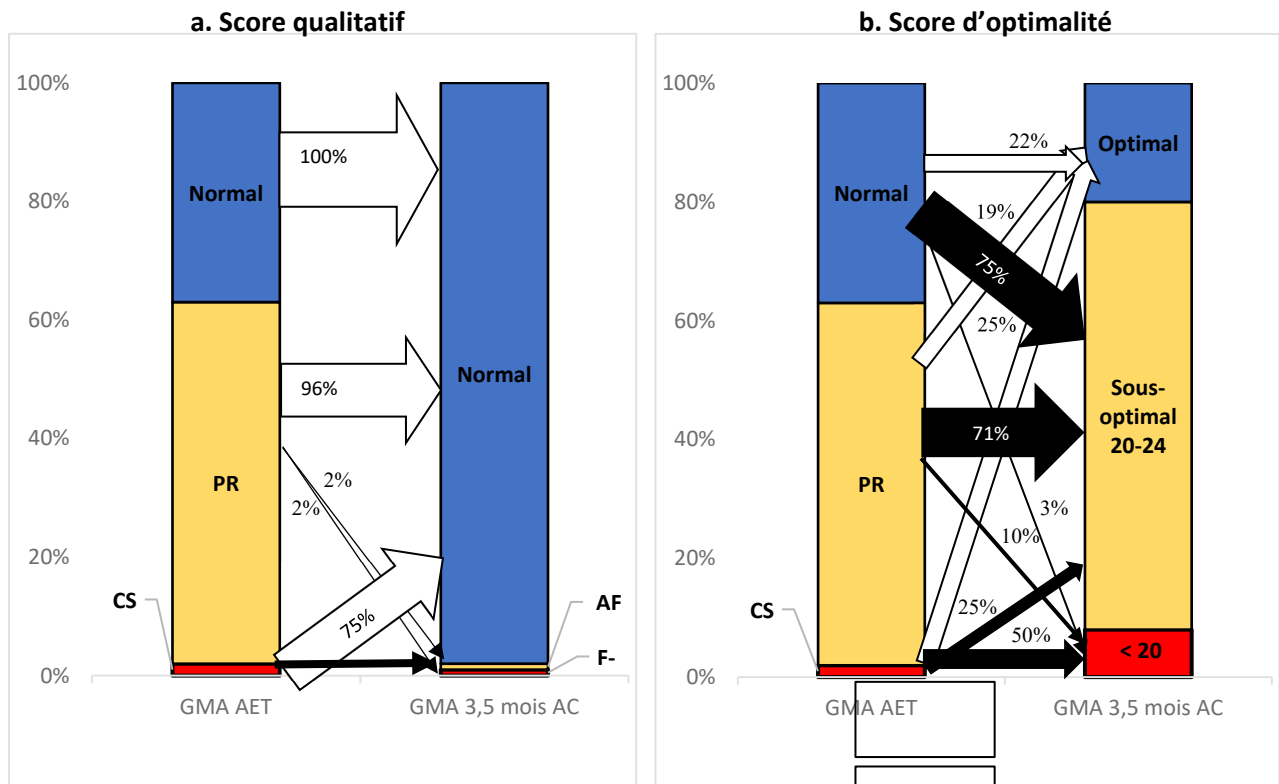 a. Score qualitatif
100%
80%
60%
40%
20%
0%
Normal
PR
CS
100%
96%
2%
2%
75%
Normal
AF
F-
GMA AET
GMA 3,5 mois AC
b. Score d’optimalité
100%
80%
60%
40%
20%
0%
Normal
PR
CS
22%
19%
75%
25%
71%
3%
10%
25%
50%
Optimal
Sous-
optimal
20-24
< 20
GMA AET
GMA 3,5 mois AC